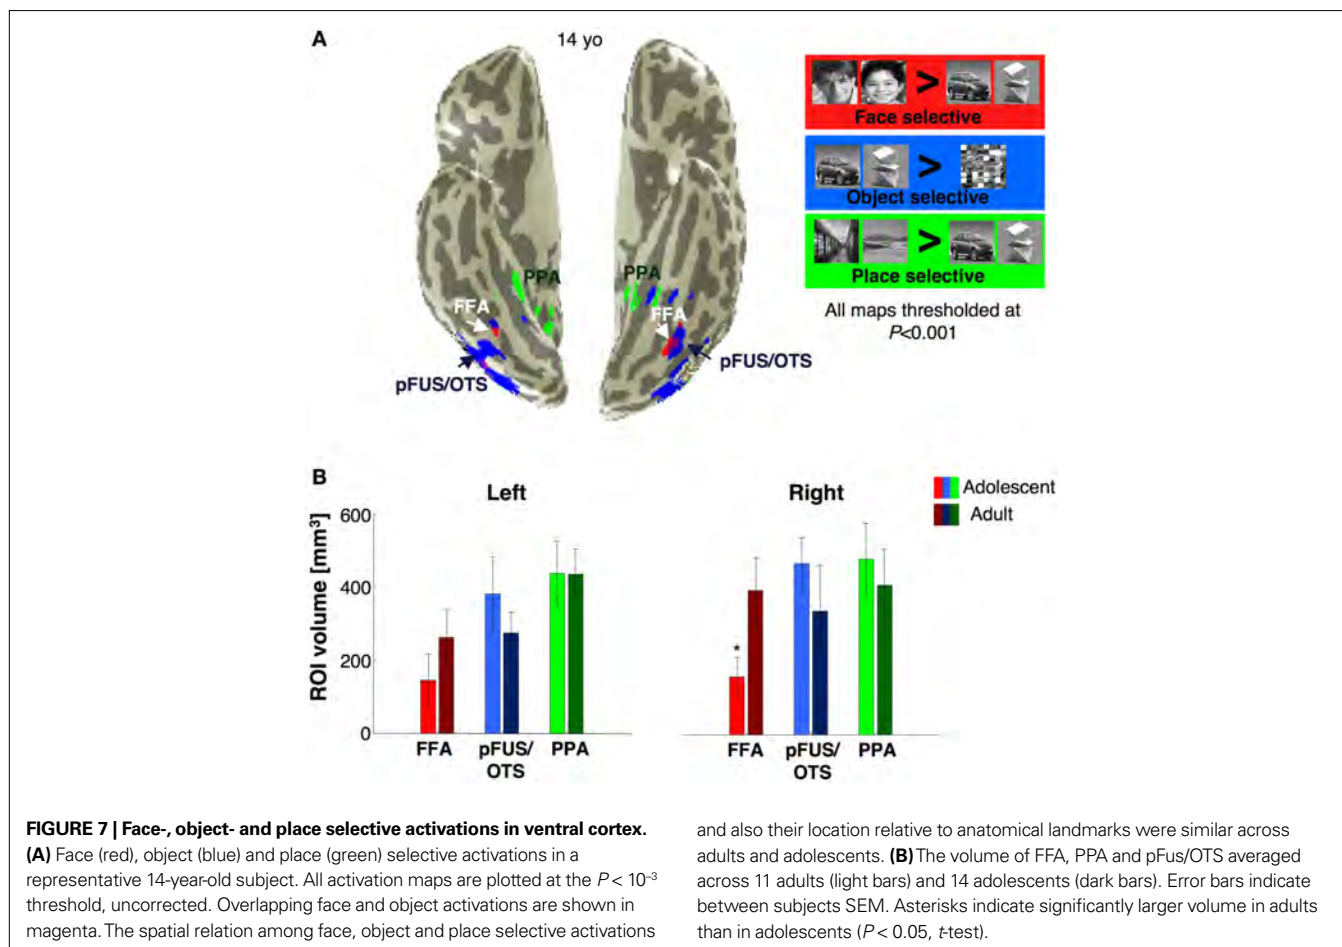 A
14 yo
PPA
PPA
FFA
FFA
pFUS/OTS
pFUS/OTS
>
Face selective
>
Object selective
>
Place selective
All maps thresholded at
P<0.001
B
Left
Right
Adolescent
Adult
ROI volume [mm³]
600
400
200
0
FFA
pFUS/
OTS
PPA
*
FFA
pFUS/
OTS
PPA
FIGURE 7 | Face-, object- and place selective activations in ventral cortex.
(A) Face (red), object (blue) and place (green) selective activations in a
representative 14-year-old subject. All activation maps are plotted at the P < 10⁻³
threshold, uncorrected. Overlapping face and object activations are shown in
magenta. The spatial relation among face, object and place selective activations
and also their location relative to anatomical landmarks were similar across
adults and adolescents. (B) The volume of FFA, PPA and pFus/OTS averaged
across 11 adults (light bars) and 14 adolescents (dark bars). Error bars indicate
between subjects SEM. Asterisks indicate significantly larger volume in adults
than in adolescents (P < 0.05, t-test).